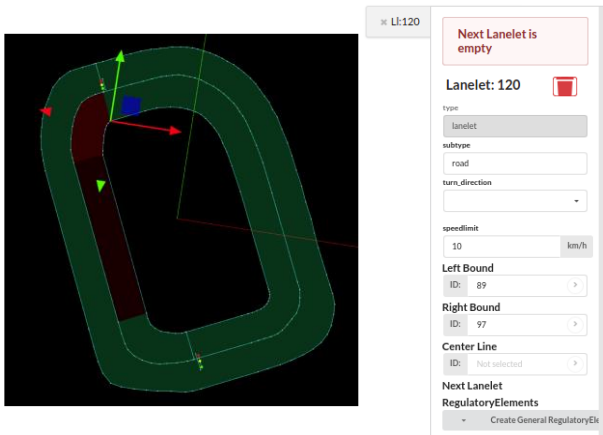 × Ll:120
Next Lanelet is
empty
Lanelet: 120
type
lanelet
subtype
road
turn_direction
speedlimit
10 km/h
Left Bound
ID: 89
Right Bound
ID: 97
Center Line
ID: Not selected
Next Lanelet
RegulatoryElements
Create General RegulatoryEle